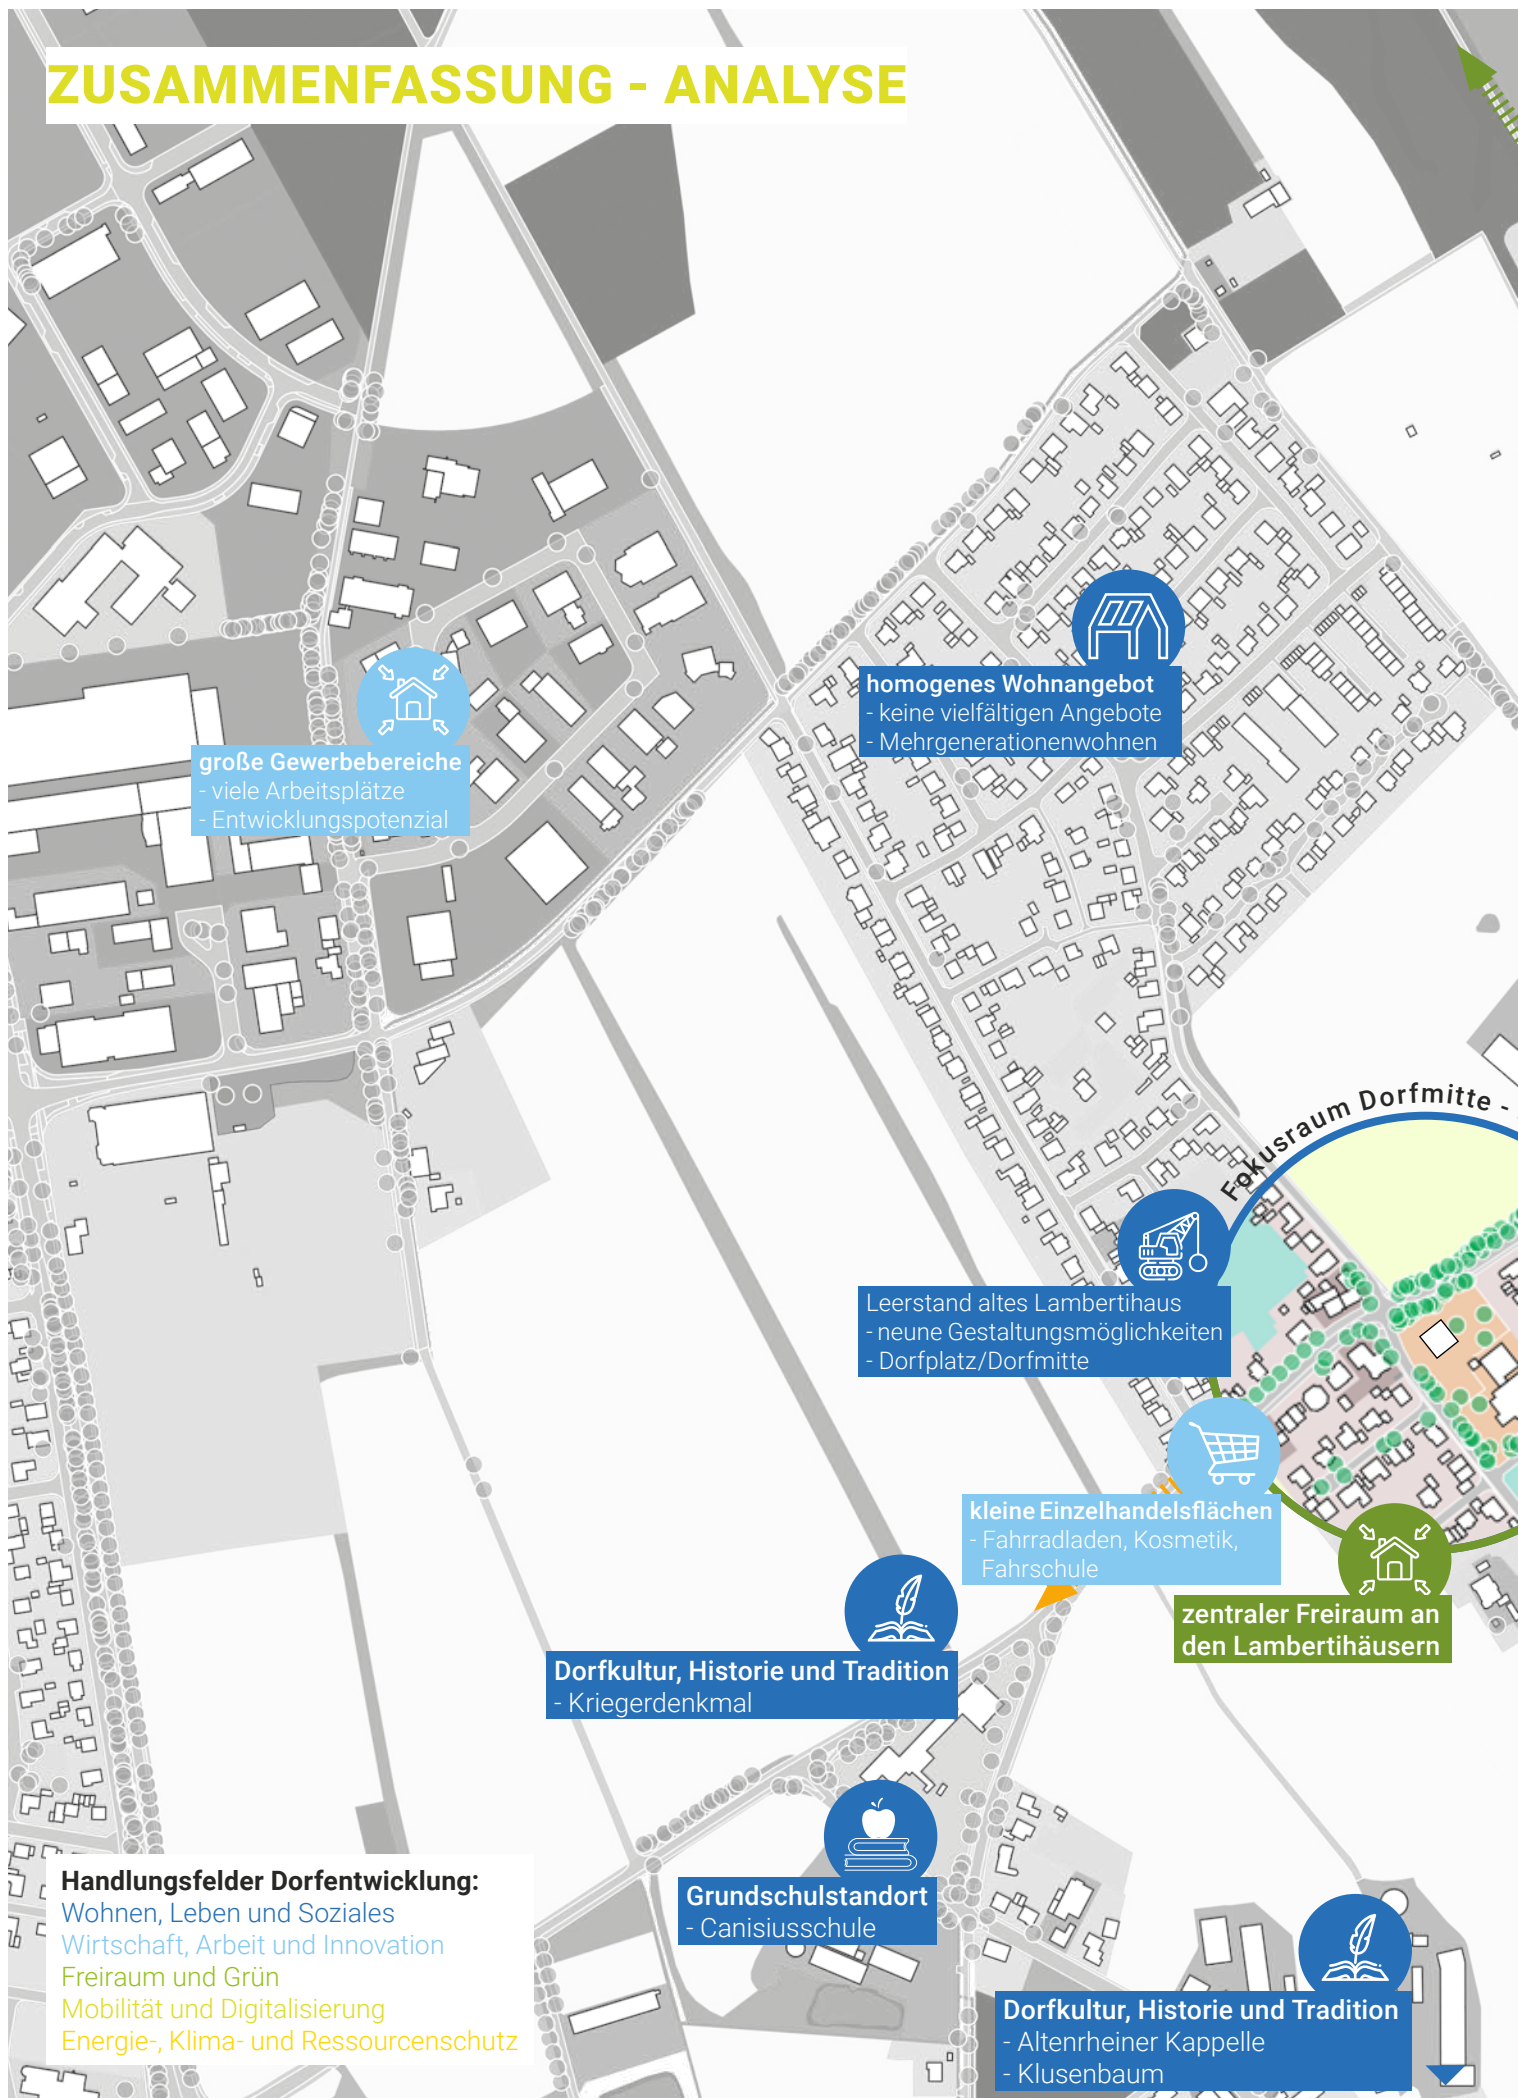 ZUSAMMENFASSUNG - ANALYSE
homogenes Wohnangebot
- keine vielfältigen Angebote
- Mehrgenerationenwohnen
große Gewerbebereiche
- viele Arbeitsplätze
- Entwicklungspotenzial
Fokusraum Dorfmitte -
Leerstand altes Lambertihaus
- neune Gestaltungsmöglichkeiten
- Dorfplatz/Dorfmitte
kleine Einzelhandelsflächen
- Fahrradladen, Kosmetik,
Fahrschule
zentraler Freiraum an
den Lambertihäusern
Dorfkultur, Historie und Tradition
- Kriegerdenkmal
Grundschulstandort
- Canisiusschule
Handlungsfelder Dorfentwicklung:
Wohnen, Leben und Soziales
Wirtschaft, Arbeit und Innovation
Freiraum und Grün
Mobilität und Digitalisierung
Energie-, Klima- und Ressourcenschutz
Dorfkultur, Historie und Tradition
- Altenrheiner Kappelle
- Klusenbaum